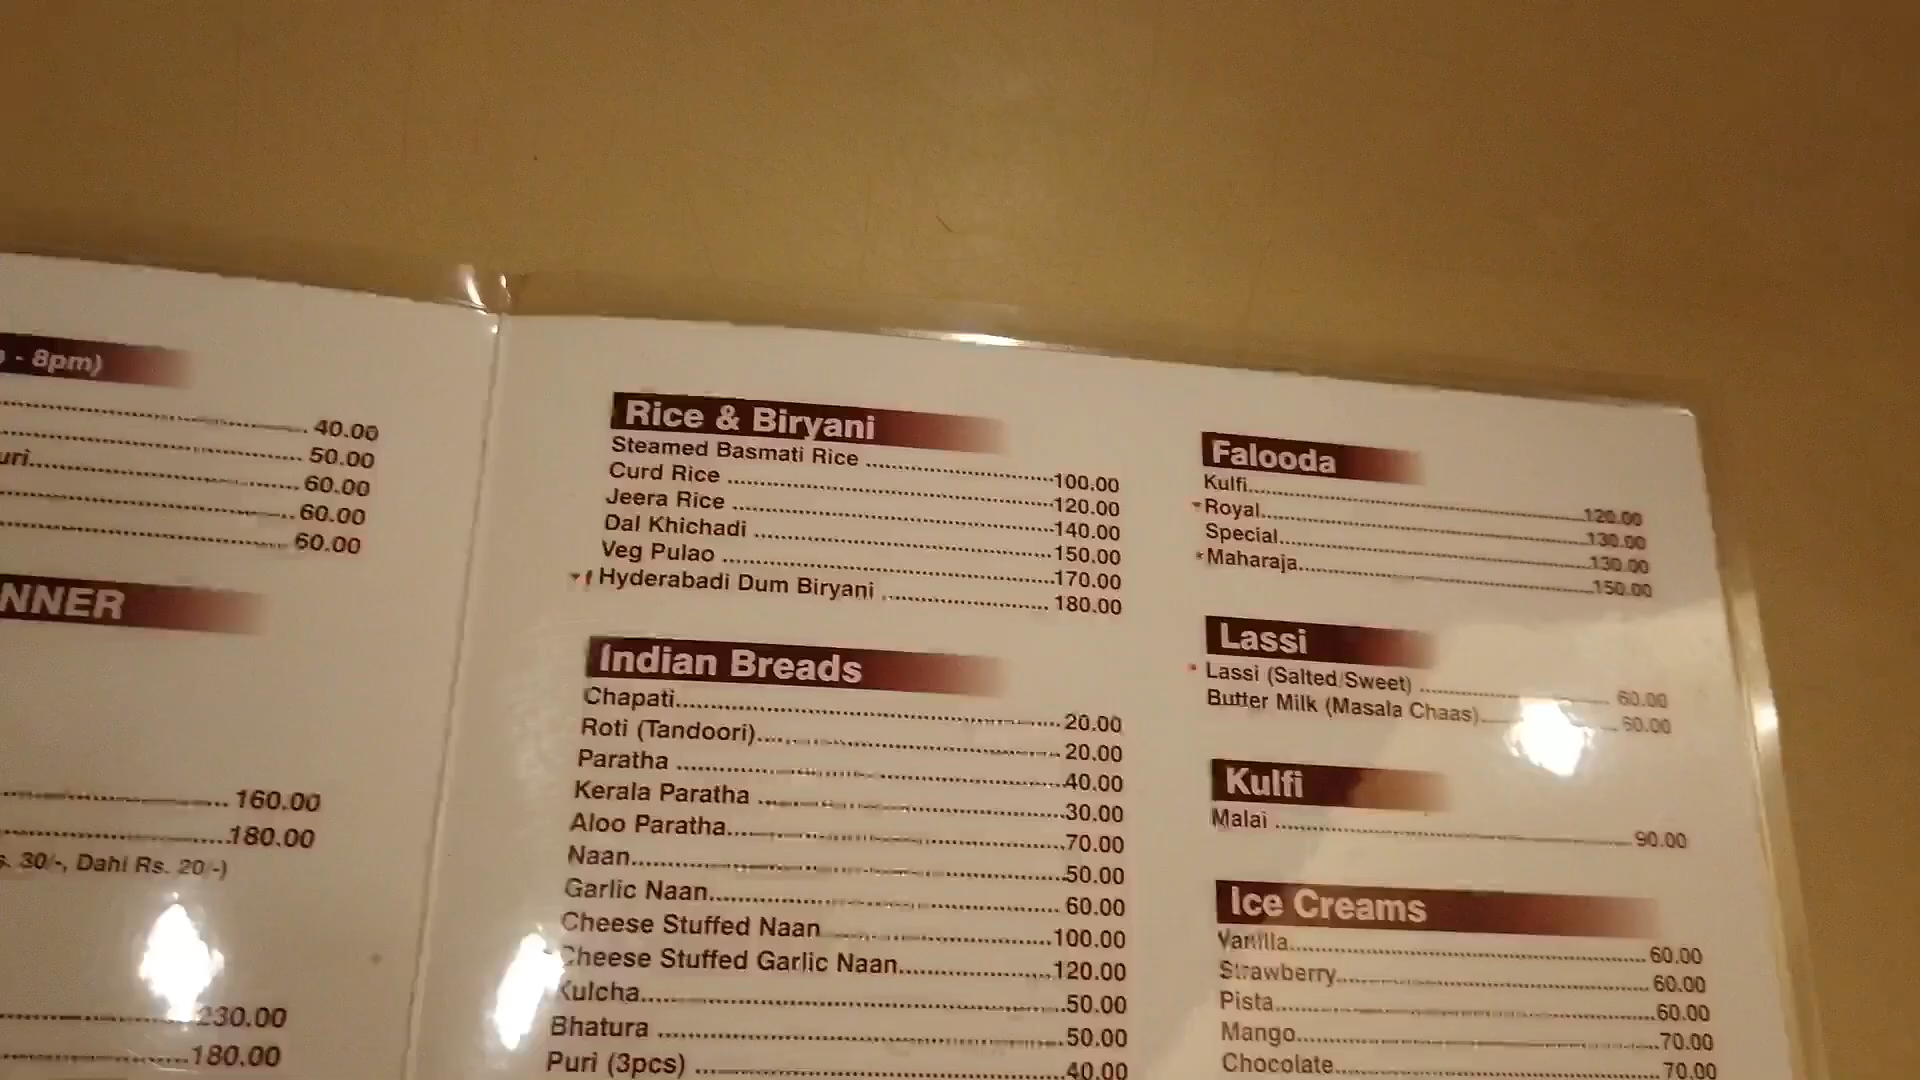 - 8pm)
40.00
50.00
uri 60.00
60.00
60.00
NNER
160.00
180.00
s. 30/-, Dahi Rs. 20/-)
230.00
180.00
Rice & Biryani
Steamed Basmati Rice 100.00
Curd Rice 120.00
Jeera Rice 140.00
Dal Khichadi 150.00
Veg Pulao 170.00
Hyderabadi Dum Biryani 180.00
Indian Breads
Chapati 20.00
Roti (Tandoori) 20.00
Paratha 40.00
Kerala Paratha 30.00
Aloo Paratha 70.00
Naan 50.00
Garlic Naan 60.00
Cheese Stuffed Naan 100.00
Cheese Stuffed Garlic Naan 120.00
Kulcha 50.00
Bhatura 50.00
Puri (3pcs) 40.00
Falooda
Kulfi 120.00
Royal 130.00
Special 130.00
*Maharaja 150.00
Lassi
* Lassi (Salted/Sweet) 60.00
Butter Milk (Masala Chaas) 60.00
Kulfi
Malai 90.00
Ice Creams
Vanilla 60.00
Strawberry 60.00
Pista 60.00
Mango 70.00
Chocolate 70.00